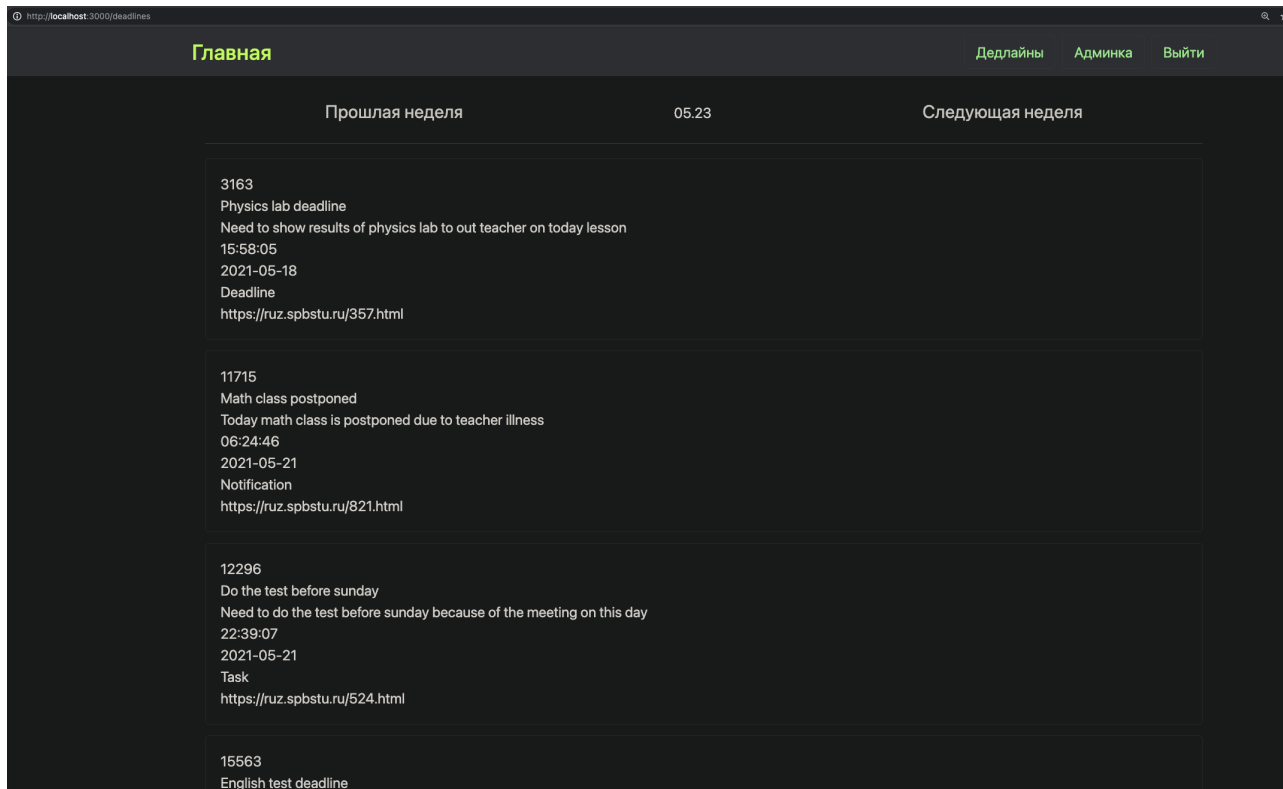 http://localhost:3000/deadlines
Главная
Дедлайны Админка Выйти
Прошлая неделя 05.23 Следующая неделя
3163
Physics lab deadline
Need to show results of physics lab to out teacher on today lesson
15:58:05
2021-05-18
Deadline
https://ruz.spbstu.ru/357.html
11715
Math class postponed
Today math class is postponed due to teacher illness
06:24:46
2021-05-21
Notification
https://ruz.spbstu.ru/821.html
12296
Do the test before sunday
Need to do the test before sunday because of the meeting on this day
22:39:07
2021-05-21
Task
https://ruz.spbstu.ru/524.html
15563
English test deadline